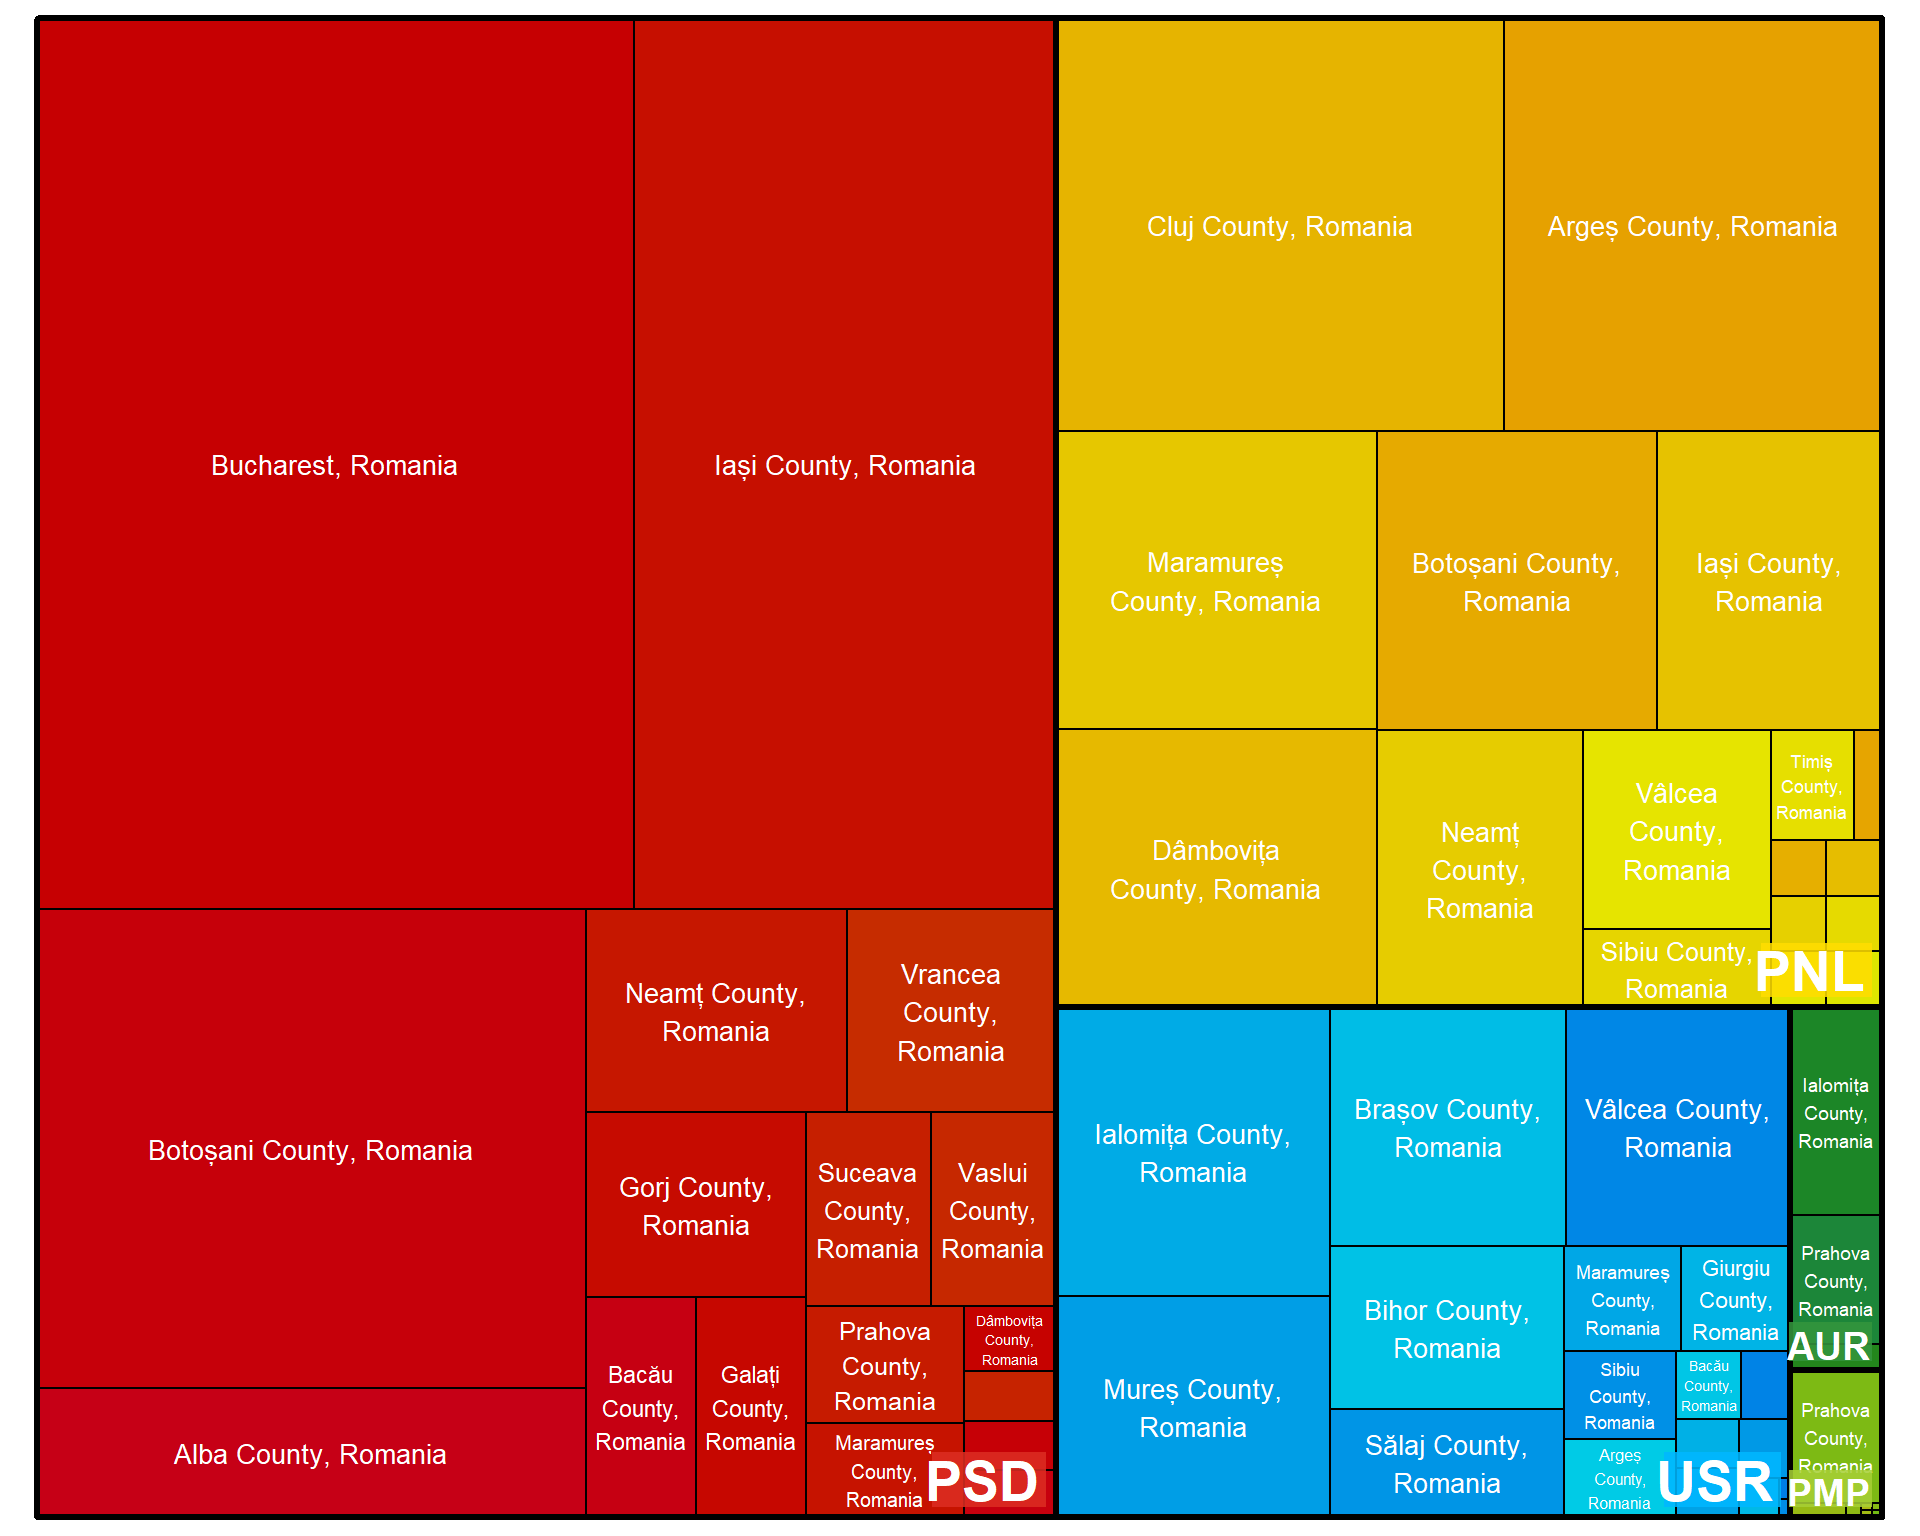 Bucharest, Romania
Iași County, Romania
Botoșani County, Romania
Alba County, Romania
Neamț County,
Romania
Vrancea
County,
Romania
Gorj County,
Romania
Suceava
County,
Romania
Vaslui
County,
Romania
Bacău
County,
Romania
Galați
County,
Romania
Prahova
County,
Romania
Maramureș
County,
Romania
Dâmbovița
County,
Romania
PSD
Cluj County, Romania
Argeș County, Romania
Maramureș
County, Romania
Botoșani County,
Romania
Iași County,
Romania
Dâmbovița
County, Romania
Neamț
County,
Romania
Vâlcea
County,
Romania
Sibiu County,
Romania
Timiș
County,
Romania
PNL
Ialomița County,
Romania
Mureș County,
Romania
Brașov County,
Romania
Vâlcea County,
Romania
Bihor County,
Romania
Sălaj County,
Romania
Maramureș
County,
Romania
Giurgiu
County,
Romania
Sibiu
County,
Romania
Bacău
County,
Romania
Argeș
County,
Romania
USR
Ialomița
County,
Romania
Prahova
County,
Romania
AUR
Prahova
County,
Romania
PMP